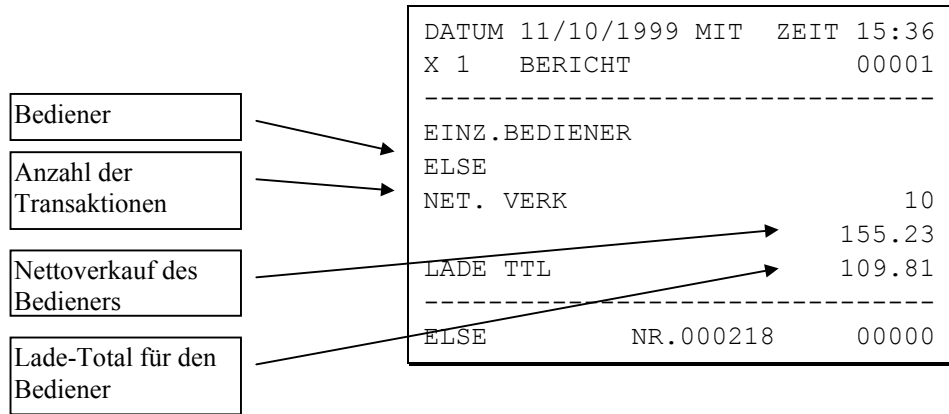 DATUM 11/10/1999 MIT ZEIT 15:36
X 1 BERICHT 00001
--------------------------------
EINZ.BEDIENER
ELSE
NET. VERK 10
155.23
LADE TTL 109.81
--------------------------------
ELSE NR.000218 00000
Bediener
Anzahl der
Transaktionen
Nettoverkauf des
Bedieners
Lade-Total für den
Bediener